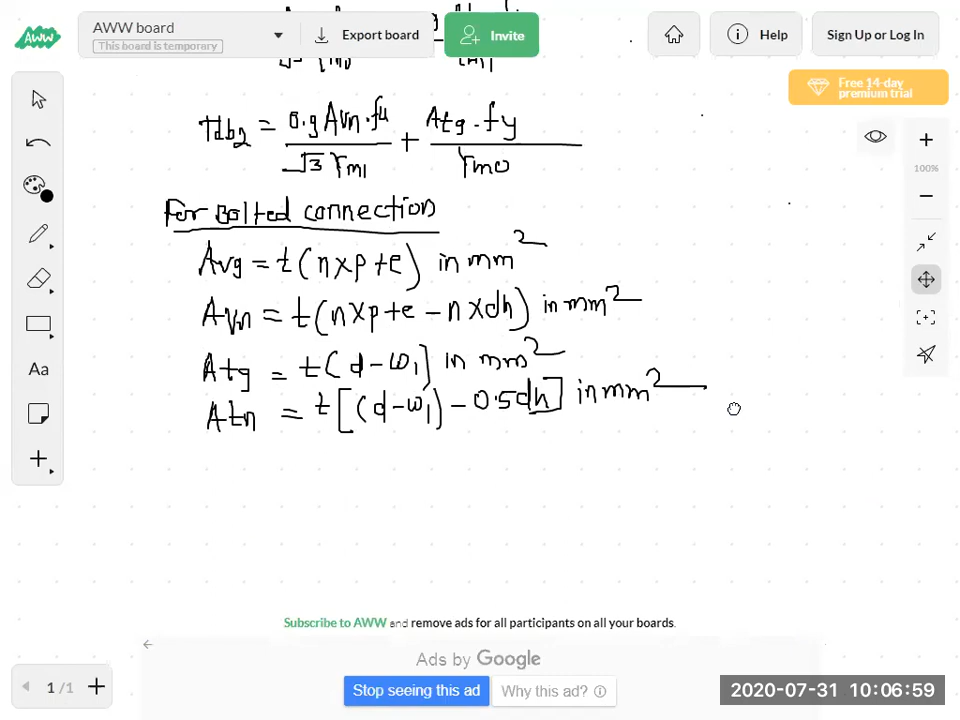 AWW
AWW board
This board is temporary
Export board
Invite
Help
Sign Up or Log In
Free 14-day
premium trial
100%
Tdb2 = 0.9 Avn.fu / √3 γm1 + Atg.fy / γm0
For Bolted connection
Avg = t(n×p+e) in mm²
Avn = t(n×p+e - n×dh) in mm²
Atg = t(d-w1) in mm²
Atn = t[(d-w1) - 0.5dh] in mm²
Aa
Subscribe to AWW and remove ads for all participants on all your boards.
Ads by Google
Stop seeing this ad
Why this ad?
1 /1
2020-07-31 10:06:59